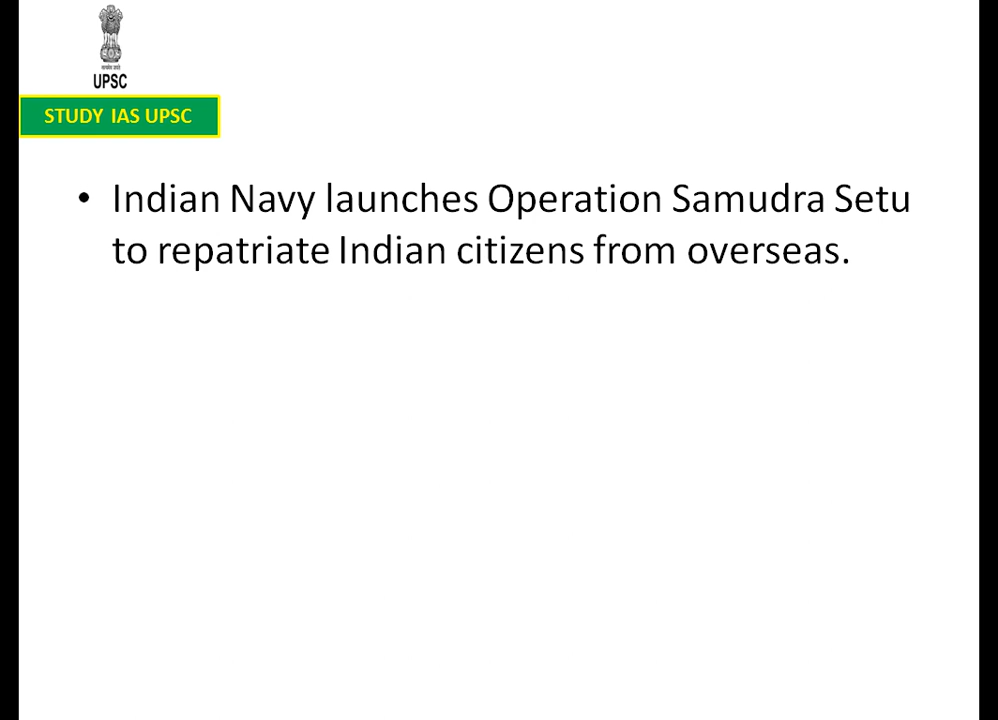 UPSC
STUDY IAS UPSC
• Indian Navy launches Operation Samudra Setu
to repatriate Indian citizens from overseas.